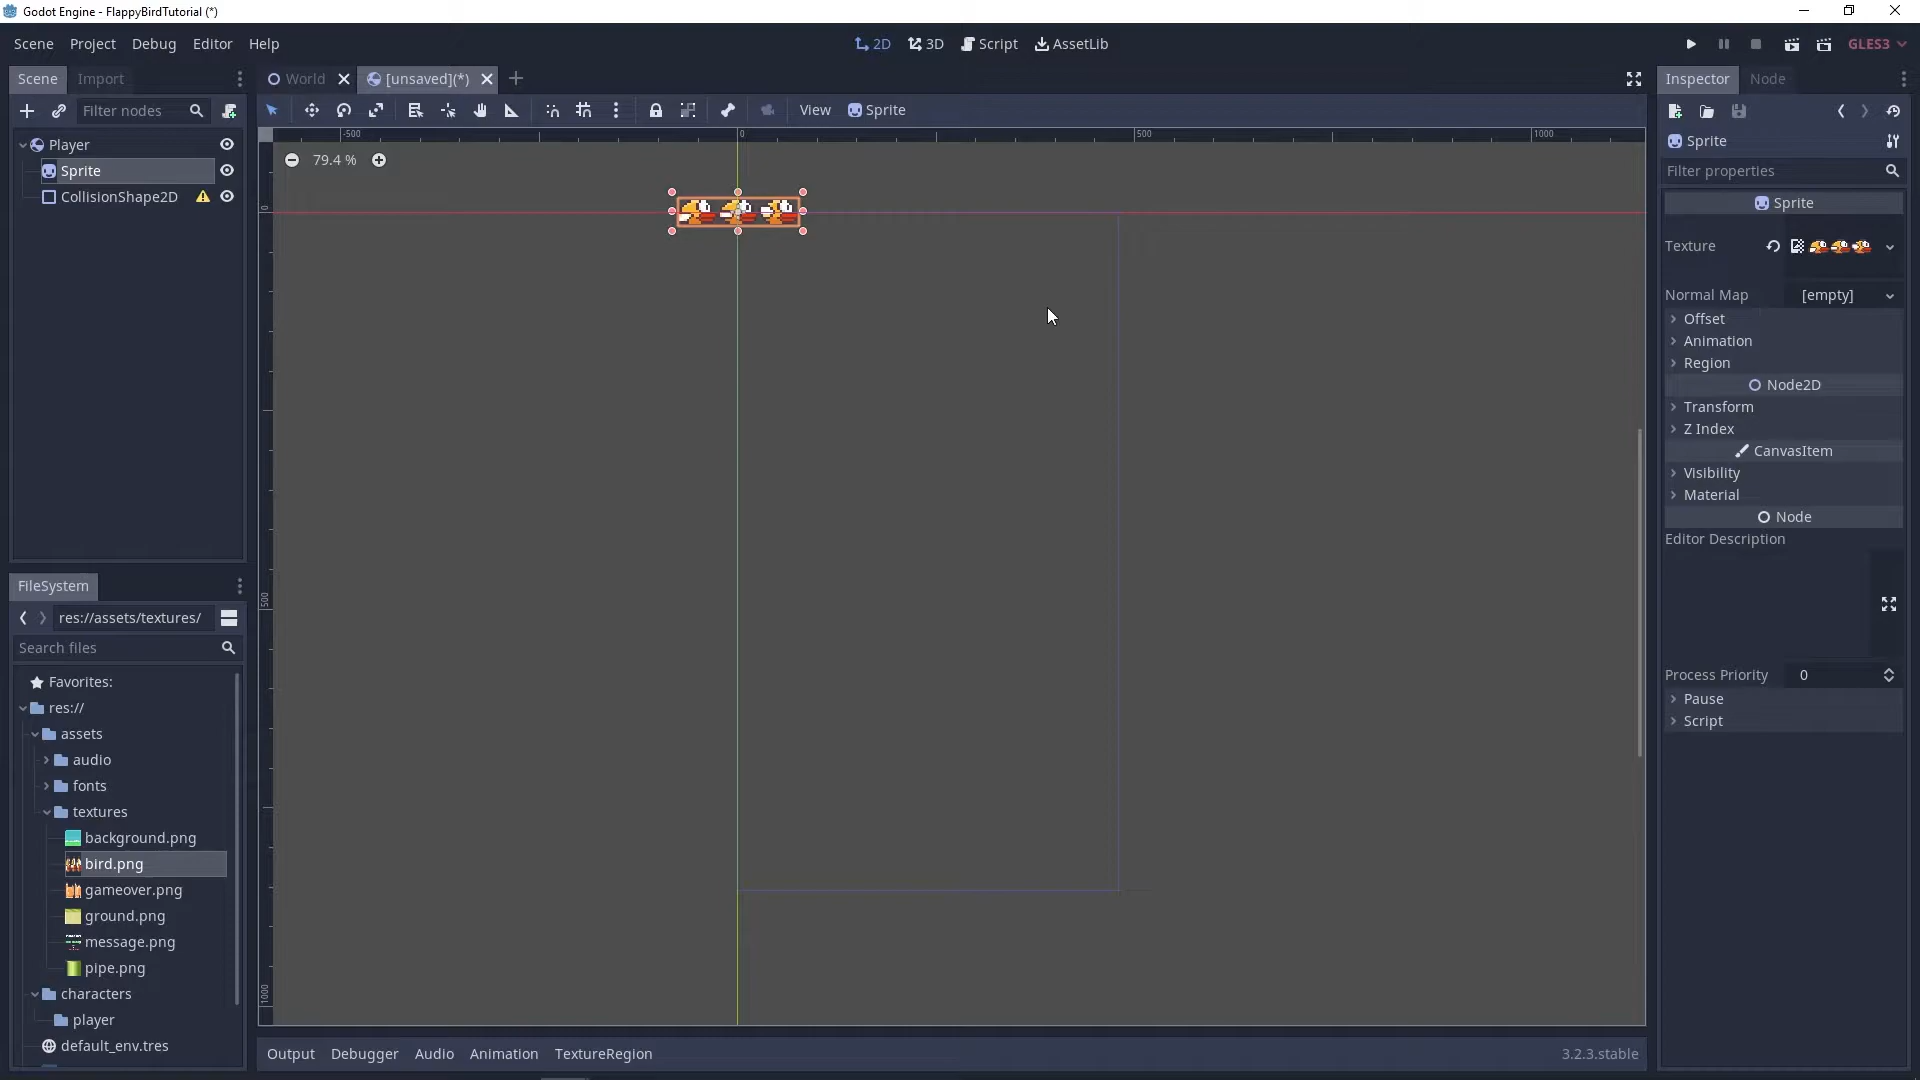 Godot Engine - FlappyBirdTutorial (*)
Scene Project Debug Editor Help
2D 3D Script AssetLib
GLES3
Scene Import
World [unsaved](*)
Inspector Node
Filter nodes
View Sprite
-500 0 500 1000
Player
Sprite
CollisionShape2D
79.4 %
0
500
1000
Sprite
Filter properties
Sprite
Texture
Normal Map [empty]
Offset
Animation
Region
Node2D
Transform
Z Index
CanvasItem
Visibility
Material
Node
Editor Description
Process Priority 0
Pause
Script
FileSystem
res://assets/textures/
Search files
Favorites:
res://
assets
audio
fonts
textures
background.png
bird.png
gameover.png
ground.png
message.png
pipe.png
characters
player
default_env.tres
Output Debugger Audio Animation TextureRegion
3.2.3.stable